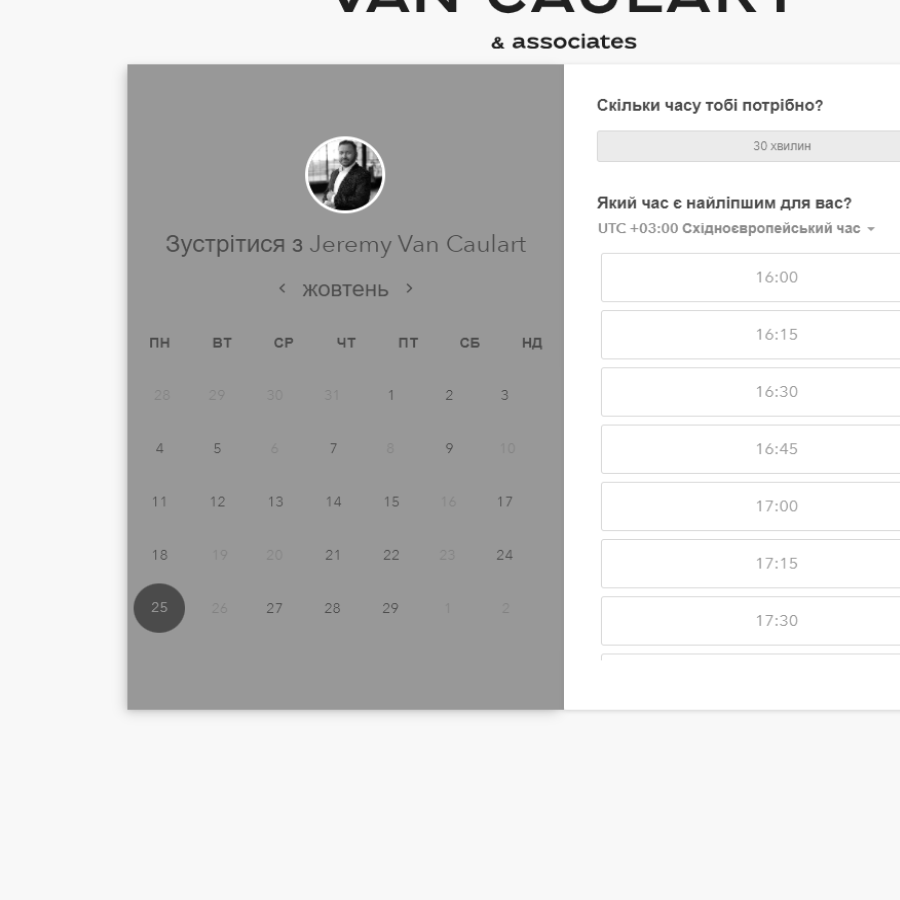 VAN CAULART
& associates
Зустрітися з Jeremy Van Caulart
жовтень
ПН ВТ СР ЧТ ПТ СБ НД
28 29 30 31 1 2 3
4 5 6 7 8 9 10
11 12 13 14 15 16 17
18 19 20 21 22 23 24
25 26 27 28 29 1 2
Скільки часу тобі потрібно?
30 хвилин
Який час є найліпшим для вас?
UTC +03:00 Східноєвропейський час
16:00
16:15
16:30
16:45
17:00
17:15
17:30